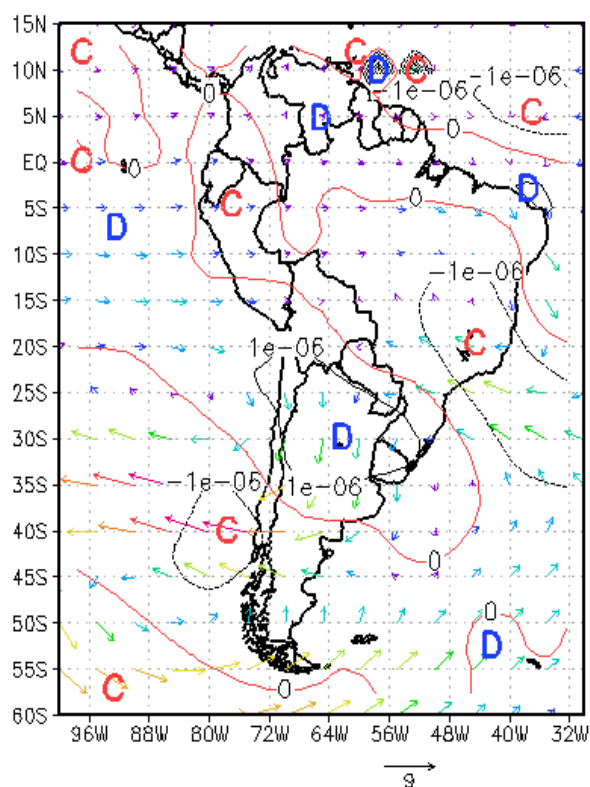 15N
C C
10N D C
-1e-06 -1e-06
0
5N D C
0
EQ C 0
D
5S C 0
D
10S
-1e-06
15S
20S 1e-06 C
25S
30S D
35S -1e-06 1e-06
40S C
0
45S
50S 0
D
55S
C 0
60S
96W 88W 80W 72W 64W 56W 48W 40W 32W
9